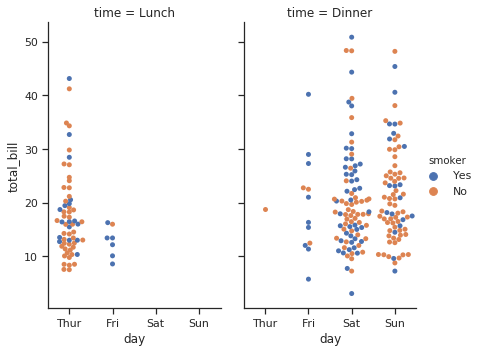 time = Lunch
time = Dinner
50
40
30
20
10
total_bill
Thur Fri Sat Sun
Thur Fri Sat Sun
day
day
smoker
Yes
No